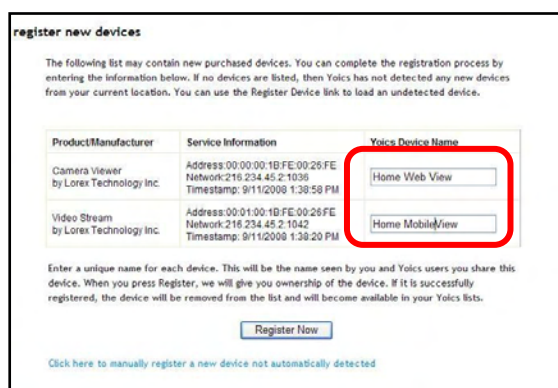 register new devices
The following list may contain new purchased devices. You can complete the registration process by
entering the information below. If no devices are listed, then Yoics has not detected any new devices
from your current location. You can use the Register Device link to load an undetected device.
Product/Manufacturer Service Information Yoics Device Name
Camera Viewer
by Lorex Technology Inc.
Address:00:00:00:1B:FE:00:26:FE
Network:216.234.45.2:1036
Timestamp: 9/11/2008 1:38:58 PM
Home Web View
Video Stream
by Lorex Technology Inc.
Address:00:01:00:1B:FE:00:26:FE
Network:216.234.45.2:1042
Timestamp: 9/11/2008 1:38:20 PM
Home MobileView
Enter a unique name for each device. This will be the name seen by you and Yoics users you share this
device. When you press Register, we will give you ownership of the device. If it is successfully
registered, the device will be removed from the list and will become available in your Yoics lists.
Register Now
Click here to manually register a new device not automatically detected